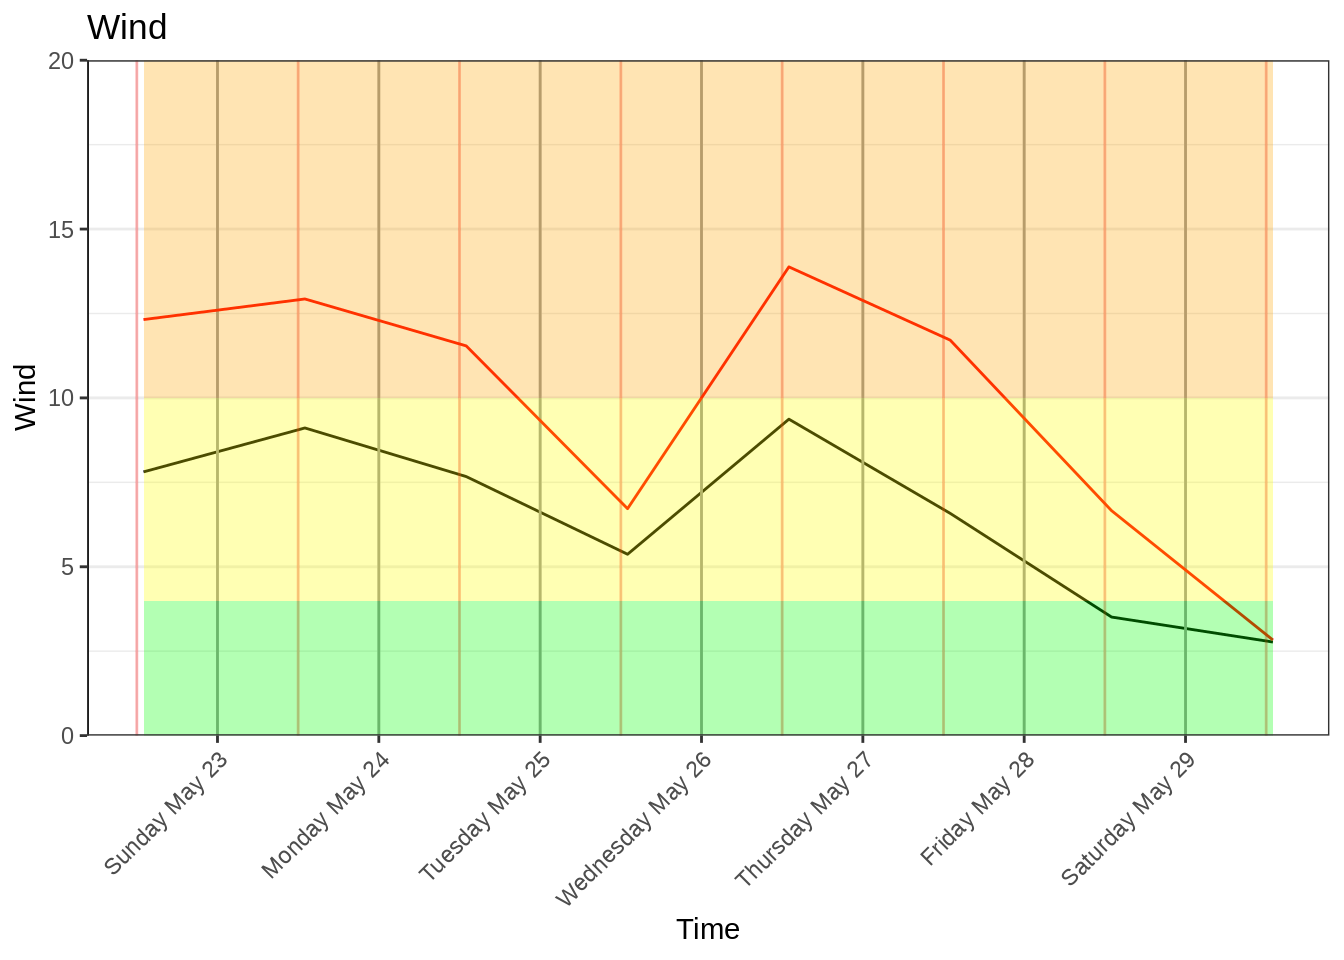 Wind
20
15
10
5
0
Wind
Sunday May 23
Monday May 24
Tuesday May 25
Wednesday May 26
Thursday May 27
Friday May 28
Saturday May 29
Time